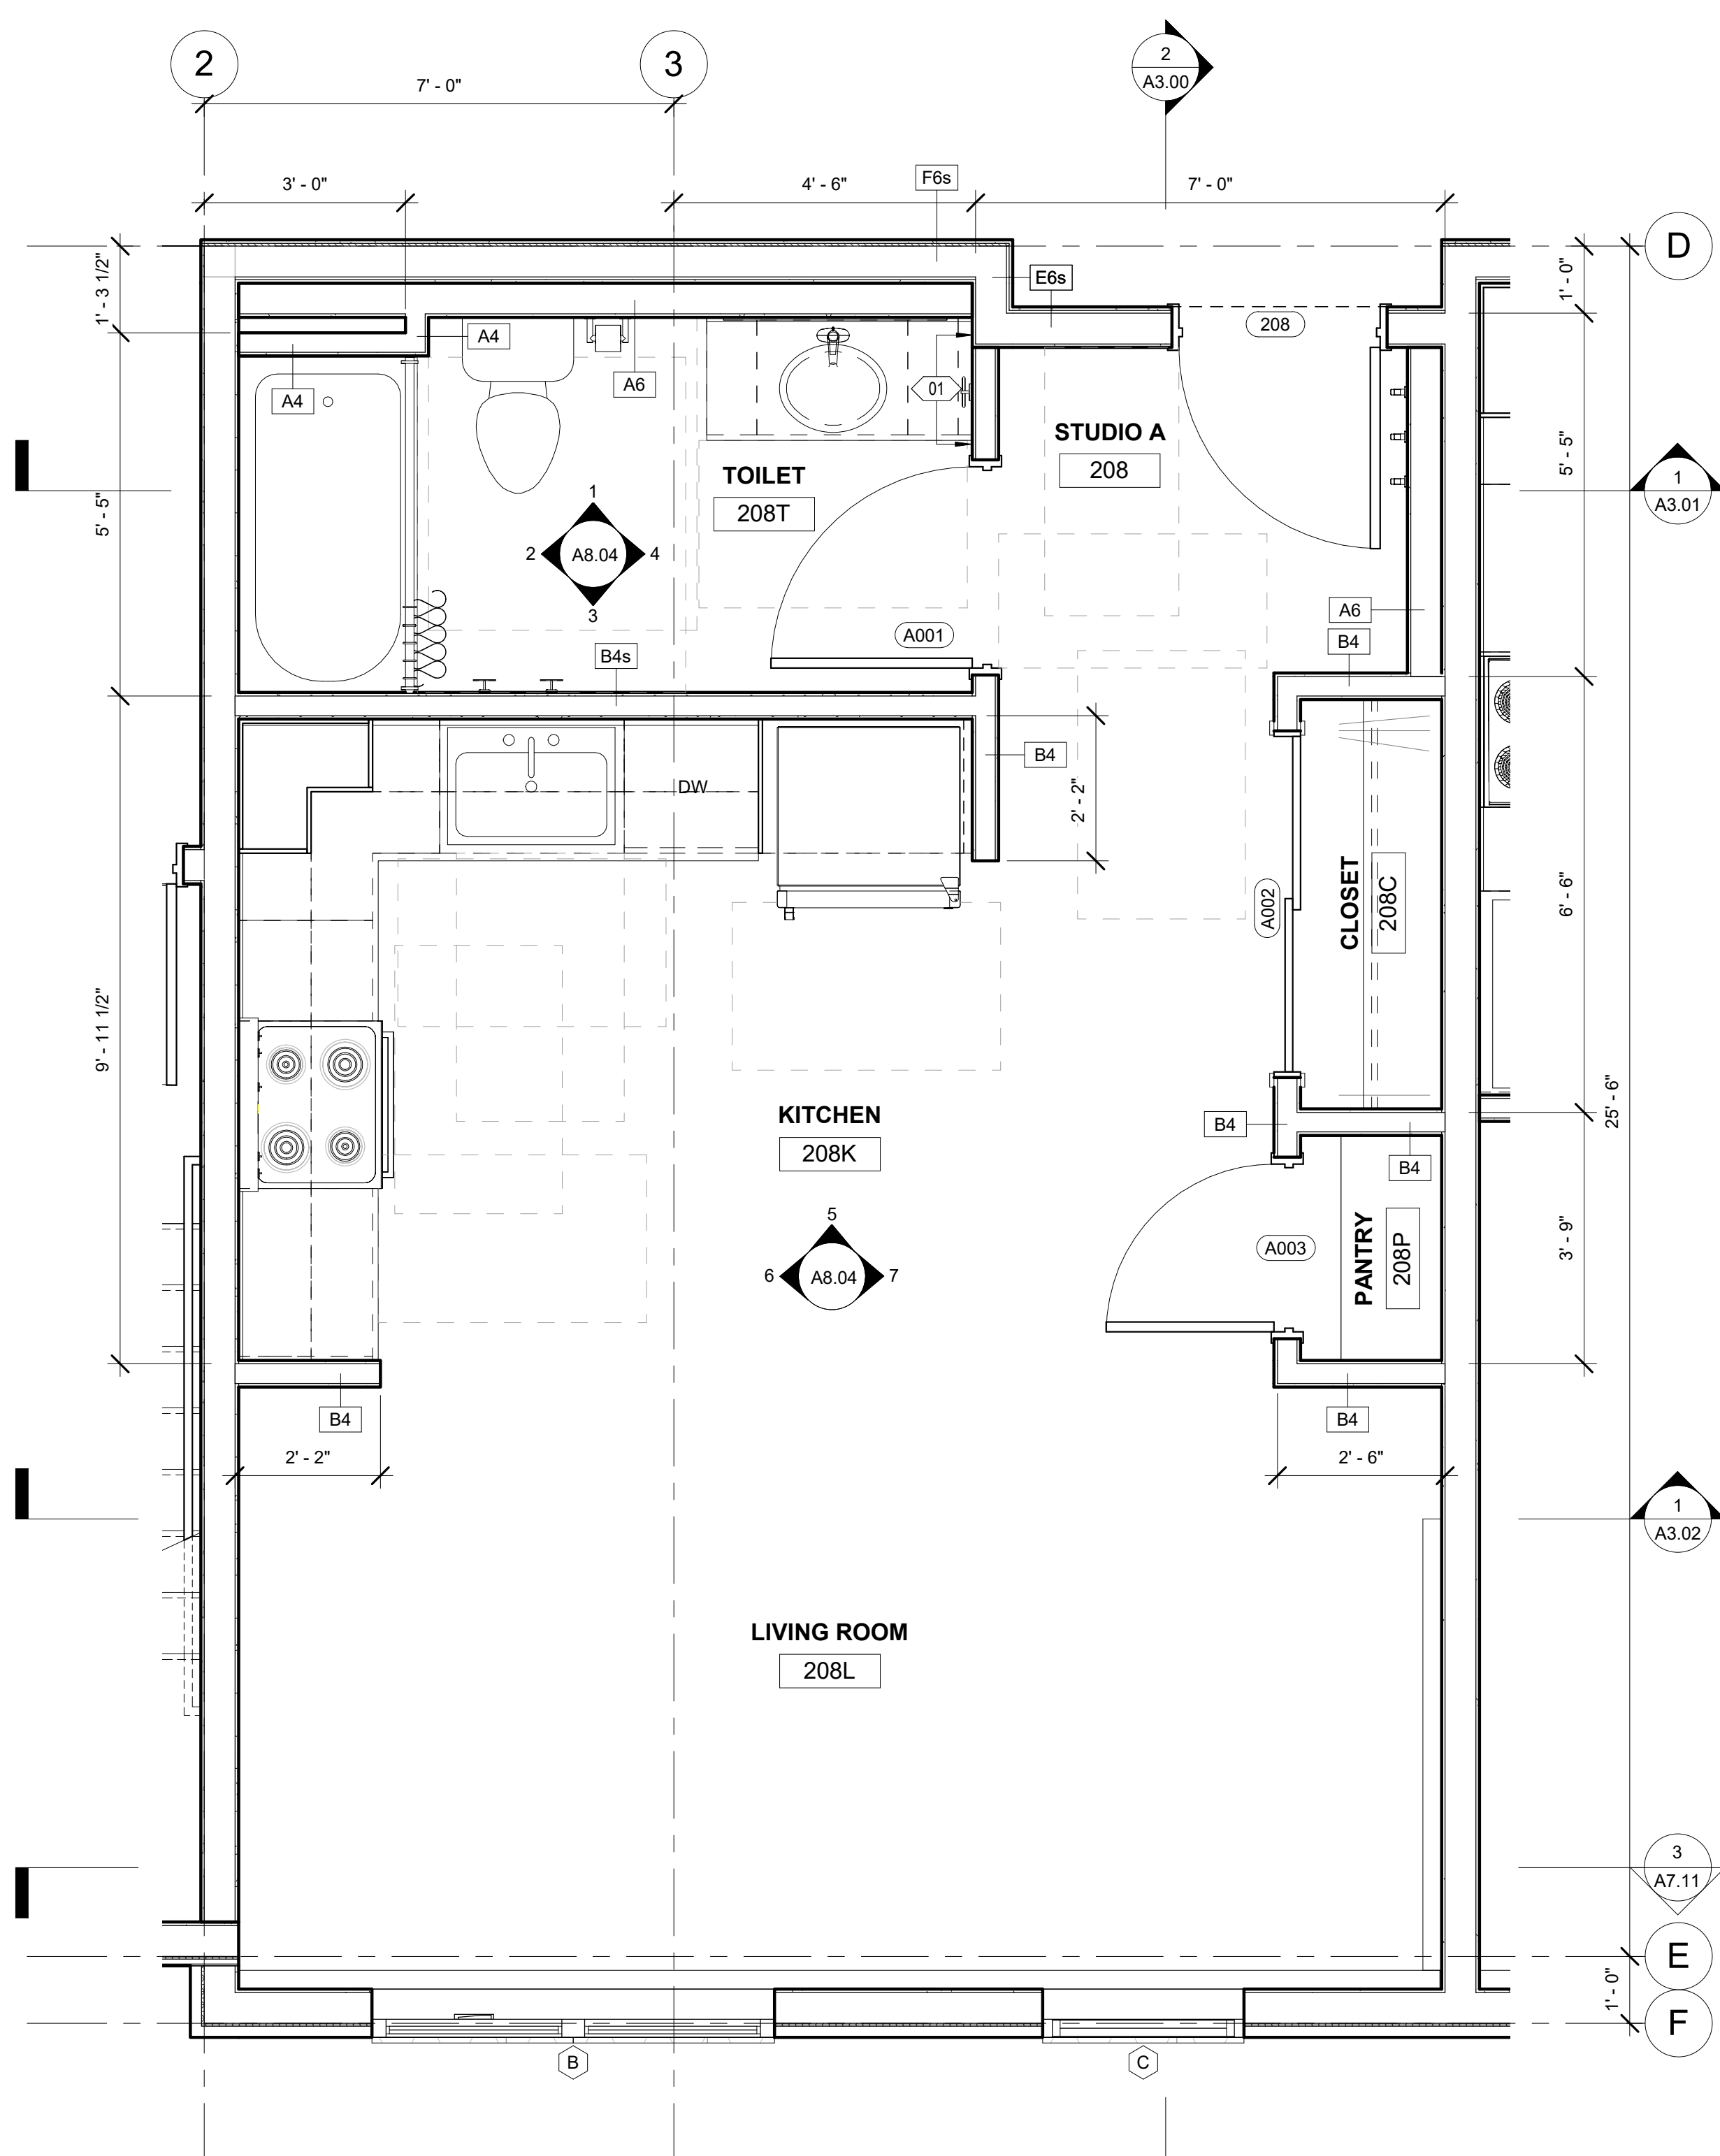 2
3
2
A3.00
7' - 0"
3' - 0"
4' - 6"
F6s
7' - 0"
D
1' - 3 1/2"
E6s
208
1' - 0"
A4
A6
A4
01
STUDIO A
208
TOILET
208T
5' - 5"
5' - 5"
1
A3.01
1
2
A8.04
4
3
A001
A6
B4
B4s
B4
DW
2' - 2"
A002
CLOSET
208C
6' - 6"
9' - 11 1/2"
25' - 6"
KITCHEN
208K
B4
B4
5
6
A8.04
7
A003
PANTRY
208P
3' - 9"
B4
B4
2' - 2"
2' - 6"
1
A3.02
LIVING ROOM
208L
3
A7.11
E
1' - 0"
F
B
C